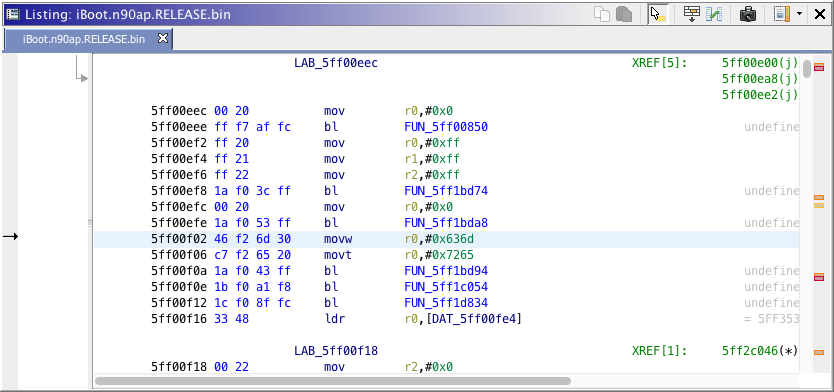 Listing: iBoot.n90ap.RELEASE.bin
iBoot.n90ap.RELEASE.bin
LAB_5ff00eec XREF[5]: 5ff00e00(j)
5ff00ea8(j)
5ff00ee2(j)
5ff00eec 00 20 mov r0,#0x0
5ff00eee ff f7 af fc bl FUN_5ff00850 undefine
5ff00ef2 ff 20 mov r0,#0xff
5ff00ef4 ff 21 mov r1,#0xff
5ff00ef6 ff 22 mov r2,#0xff
5ff00ef8 1a f0 3c ff bl FUN_5ff1bd74 undefine
5ff00efc 00 20 mov r0,#0x0
5ff00efe 1a f0 53 ff bl FUN_5ff1bda8 undefine
5ff00f02 46 f2 6d 30 movw r0,#0x636d
5ff00f06 c7 f2 65 20 movt r0,#0x7265
5ff00f0a 1a f0 43 ff bl FUN_5ff1bd94 undefine
5ff00f0e 1b f0 a1 f8 bl FUN_5ff1c054 undefine
5ff00f12 1c f0 8f fc bl FUN_5ff1d834 undefine
5ff00f16 33 48 ldr r0,[DAT_5ff00fe4] = 5FF353
LAB_5ff00f18 XREF[1]: 5ff2c046(*)
5ff00f18 00 22 mov r2,#0x0